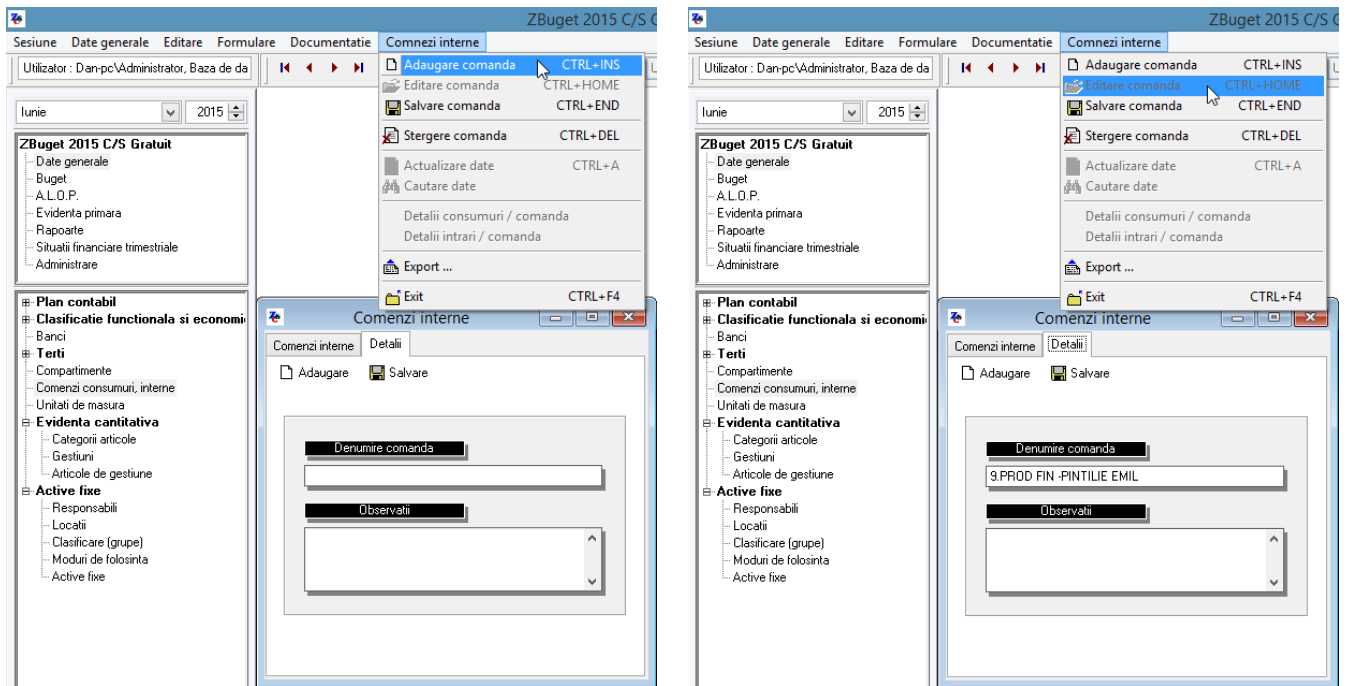 ZBuget 2015 C/S
Sesiune Date generale Editare Formulare Documentatie Comnezi interne
Utilizator : Dan-pc\Administrator, Baza de da
Adaugare comanda CTRL+INS
Editare comanda CTRL+HOME
Salvare comanda CTRL+END
Stergere comanda CTRL+DEL
Actualizare date CTRL+A
Cautare date
Detalii consumuri / comanda
Detalii intrari / comanda
Export ...
Exit CTRL+F4
Iunie 2015
ZBuget 2015 C/S Gratuit
Date generale
Buget
A.L.O.P.
Evidenta primara
Rapoarte
Situatii financiare trimestriale
Administrare
Plan contabil
Clasificatie functionala si economi
Banci
Terti
Compartimente
Comenzi consumuri, interne
Unitati de masura
Evidenta cantitativa
Categorii articole
Gestiuni
Articole de gestiune
Active fixe
Responsabili
Locatii
Clasificare (grupe)
Moduri de folosinta
Active fixe
Comenzi interne
Comenzi interne Detalii
Adaugare Salvare
Denumire comanda
Observatii
ZBuget 2015 C/S
Sesiune Date generale Editare Formulare Documentatie Comnezi interne
Utilizator : Dan-pc\Administrator, Baza de da
Adaugare comanda CTRL+INS
Editare comanda CTRL+HOME
Salvare comanda CTRL+END
Stergere comanda CTRL+DEL
Actualizare date CTRL+A
Cautare date
Detalii consumuri / comanda
Detalii intrari / comanda
Export ...
Exit CTRL+F4
Iunie 2015
ZBuget 2015 C/S Gratuit
Date generale
Buget
A.L.O.P.
Evidenta primara
Rapoarte
Situatii financiare trimestriale
Administrare
Plan contabil
Clasificatie functionala si economi
Banci
Terti
Compartimente
Comenzi consumuri, interne
Unitati de masura
Evidenta cantitativa
Categorii articole
Gestiuni
Articole de gestiune
Active fixe
Responsabili
Locatii
Clasificare (grupe)
Moduri de folosinta
Active fixe
Comenzi interne
Comenzi interne Detalii
Adaugare Salvare
Denumire comanda
9.PROD FIN -PINTILIE EMIL
Observatii